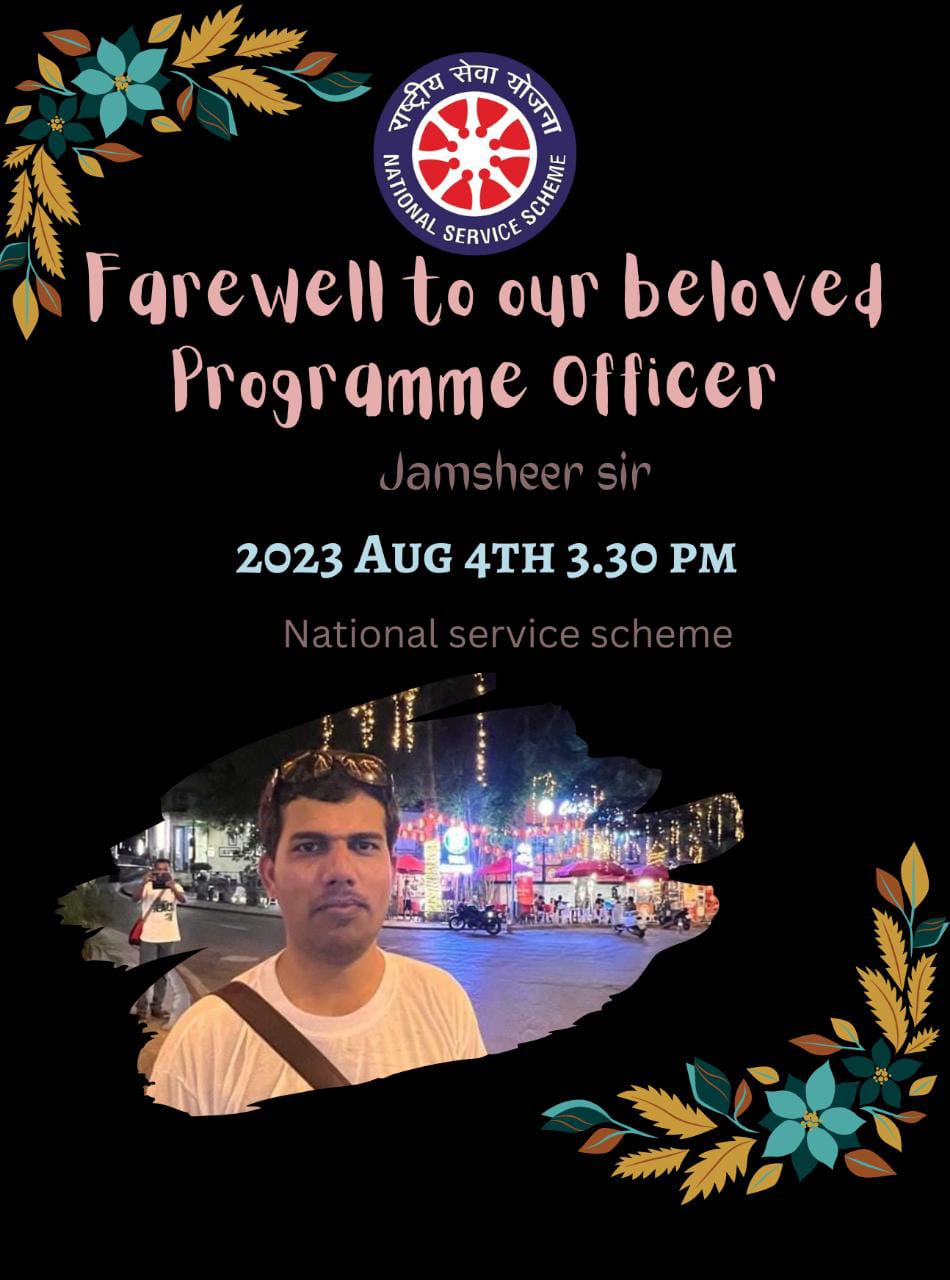 राष्ट्रीय सेवा योजना
NATIONAL SERVICE SCHEME
Farewell to our beloved
Programme Officer
Jamsheer sir
2023 Aug 4th 3.30 pm
National service scheme